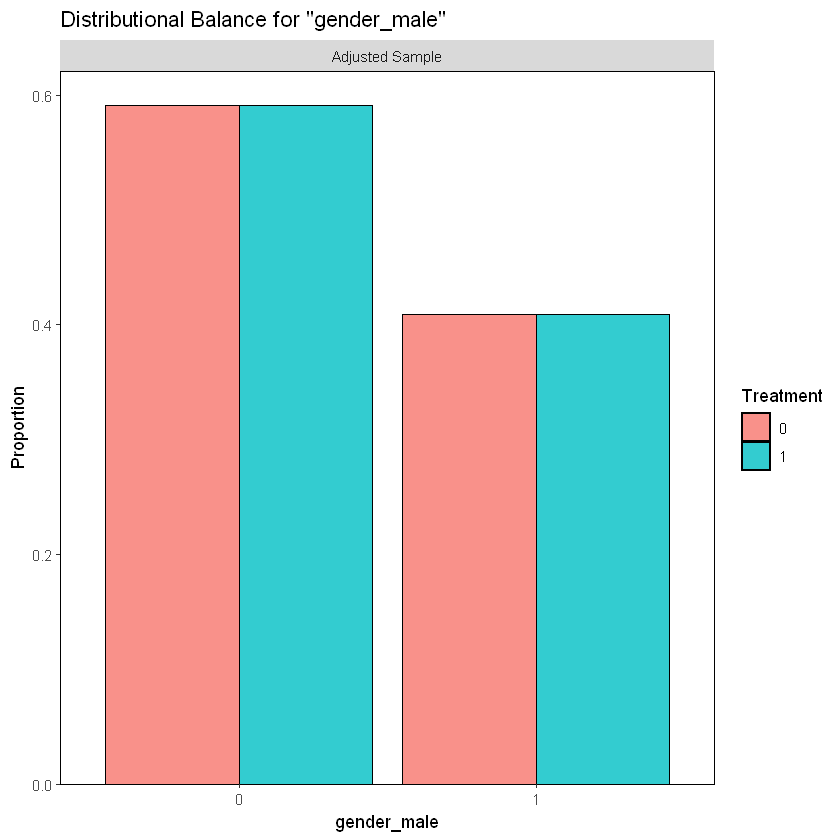 Distributional Balance for "gender_male"
Adjusted Sample
0.6
0.4
0.2
0.0
Proportion
0
1
gender_male
Treatment
0
1